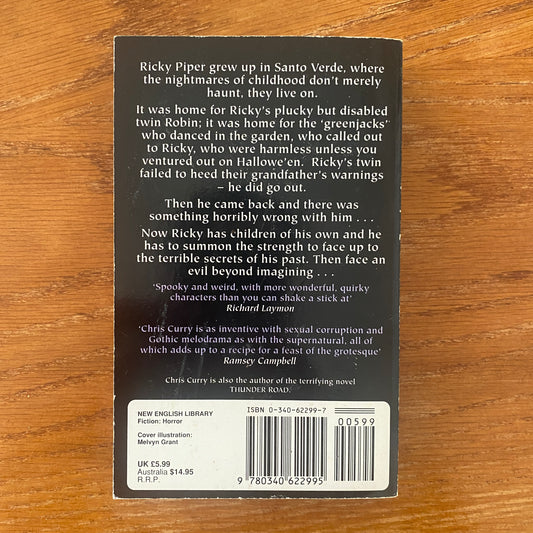 Ricky Piper grew up in Santo Verde, where
the nightmares of childhood don't merely
haunt, they live on.
It was home for Ricky's plucky but disabled
twin Robin; it was home for the 'greenjacks'
who danced in the garden, who called out
to Ricky, who were harmless unless you
ventured out on Hallowe'en. Ricky's twin
failed to heed their grandfather's warnings
– he did go out.
Then he came back and there was
something horribly wrong with him . . .
Now Ricky has children of his own and he
has to summon the strength to face up to
the terrible secrets of his past. Then face an
evil beyond imagining . . .
'Spooky and weird, with more wonderful, quirky
characters than you can shake a stick at'
Richard Laymon
'Chris Curry is as inventive with sexual corruption and
Gothic melodrama as with the supernatural, all of
which adds up to a recipe for a feast of the grotesque'
Ramsey Campbell
Chris Curry is also the author of the terrifying novel
THUNDER ROAD.
NEW ENGLISH LIBRARY
Fiction: Horror
Cover illustration:
Melvyn Grant
UK £5.99
Australia $14.95
R.R.P.
ISBN 0-340-62299-7
00599
9 780340 622995